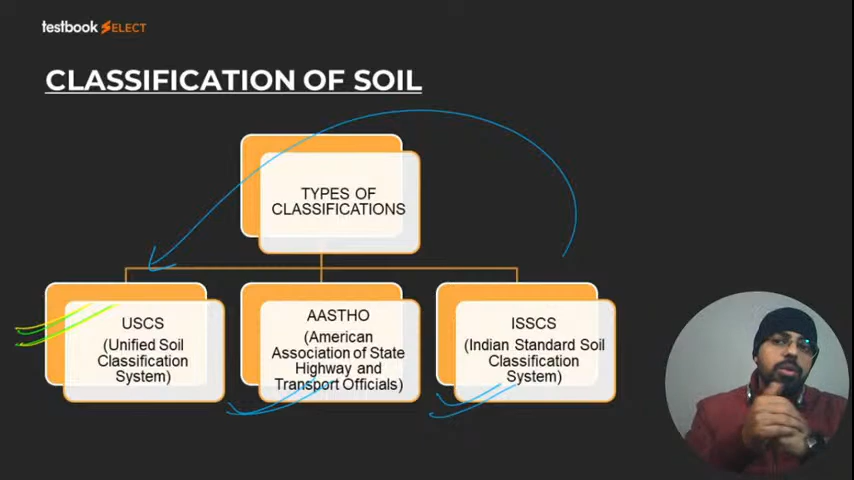 testbook SELECT
CLASSIFICATION OF SOIL
TYPES OF
CLASSIFICATIONS
USCS
(Unified Soil
Classification
System)
AASTHO
(American
Association of State
Highway and
Transport Officials)
ISSCS
(Indian Standard Soil
Classification
System)